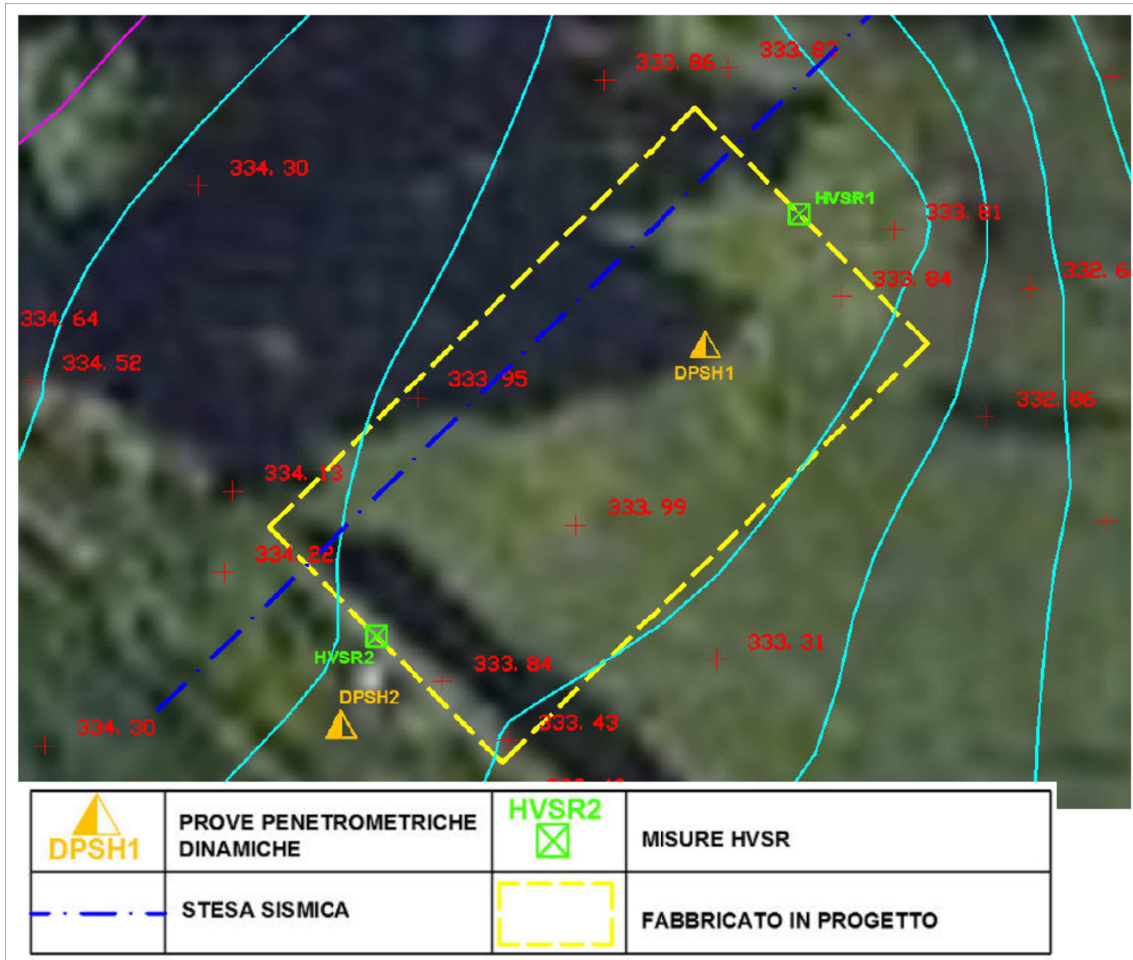 333. 86
333. 87
334. 30
HVSR1
333. 81
333. 84
332. 6
334. 64
334. 52
DPSH1
333. 95
332. 86
334. 13
333. 99
334. 22
HVSR2
333. 31
333. 84
DPSH2
334. 30
333. 43
DPSH1
PROVE PENETROMETRICHE
DINAMICHE
HVSR2
MISURE HVSR
STESA SISMICA
FABBRICATO IN PROGETTO